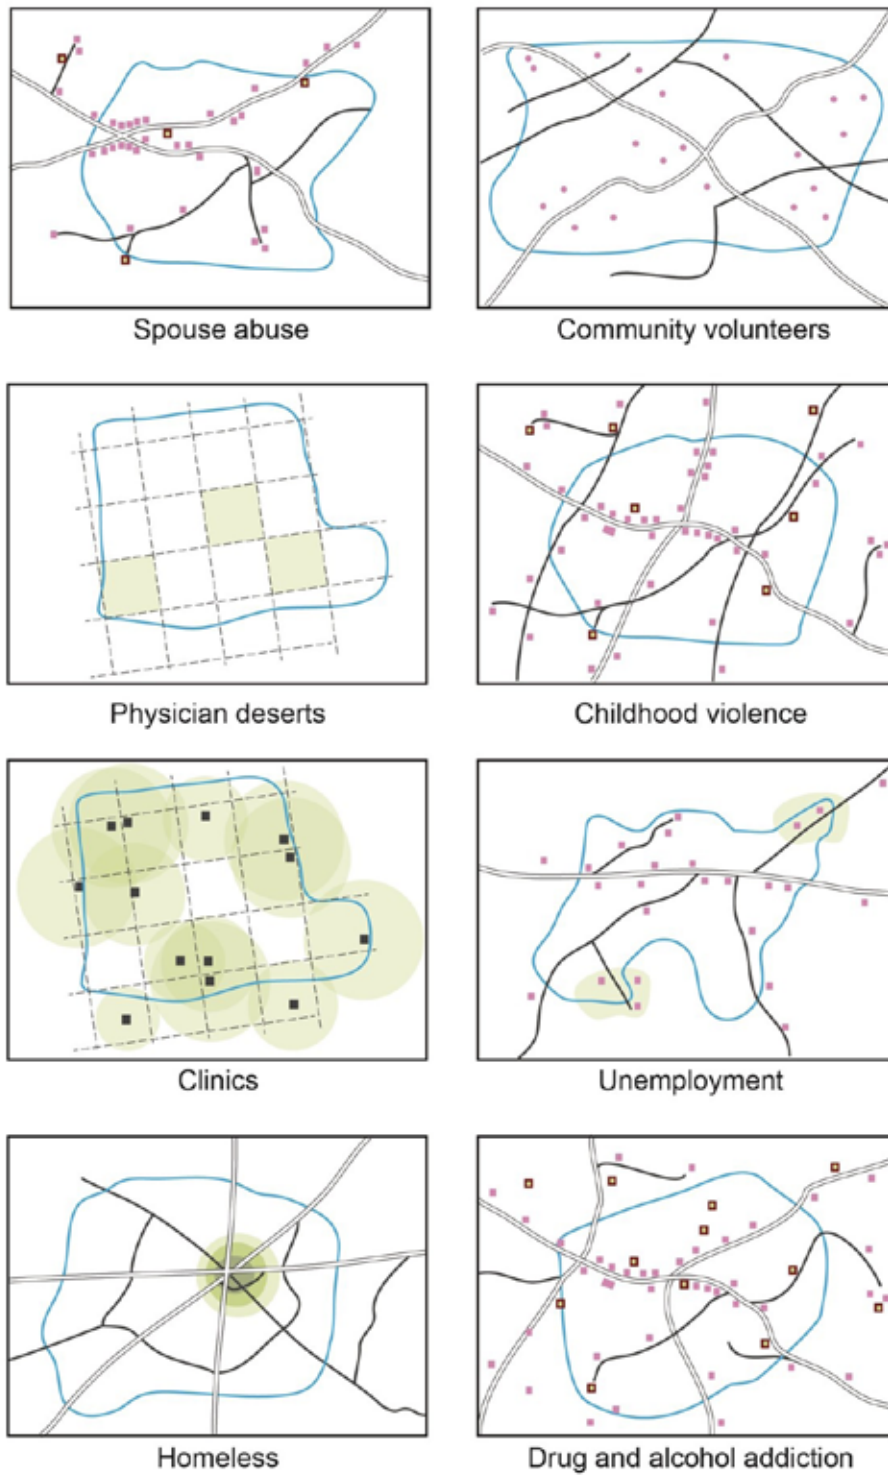 Spouse abuse
Community volunteers
Physician deserts
Childhood violence
Clinics
Unemployment
Homeless
Drug and alcohol addiction